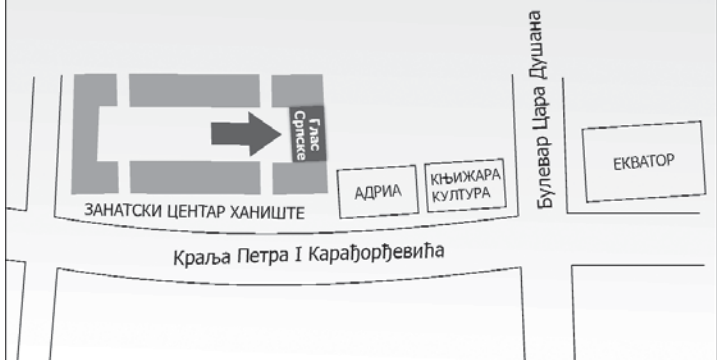 Булевар Цара Душана
Глас
Српске
ЕКВАТОР
АДРИА
КЊИЖАРА
КУЛТУРА
ЗАНАТСКИ ЦЕНТАР ХАНИШТЕ
Краља Петра I Карађорђевића